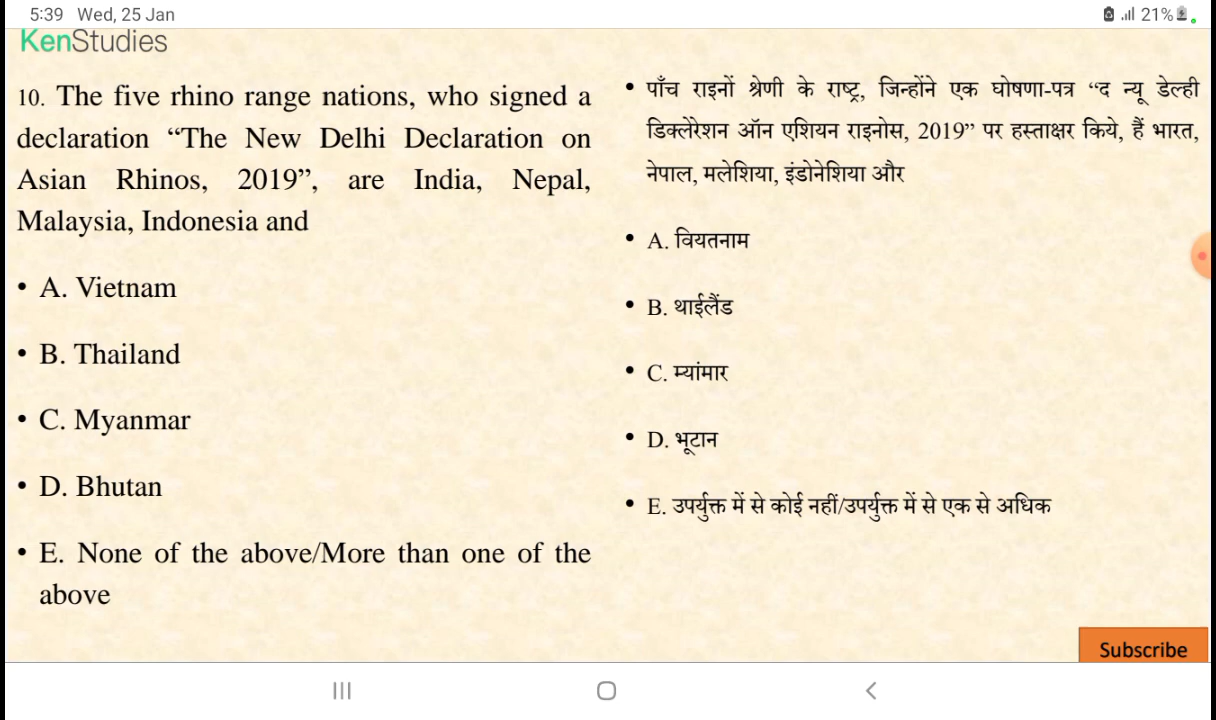 5:39 Wed, 25 Jan
21%
KenStudies
10. The five rhino range nations, who signed a
declaration “The New Delhi Declaration on
Asian Rhinos, 2019”, are India, Nepal,
Malaysia, Indonesia and
• A. Vietnam
• B. Thailand
• C. Myanmar
• D. Bhutan
• E. None of the above/More than one of the
above
• पाँच राइनों श्रेणी के राष्ट्र, जिन्होंने एक घोषणा-पत्र “द न्यू डेल्ही
डिक्लेरेशन ऑन एशियन राइनोस, 2019” पर हस्ताक्षर किये, हैं भारत,
नेपाल, मलेशिया, इंडोनेशिया और
• A. वियतनाम
• B. थाईलैंड
• C. म्यांमार
• D. भूटान
• E. उपर्युक्त में से कोई नहीं/उपर्युक्त में से एक से अधिक
Subscribe